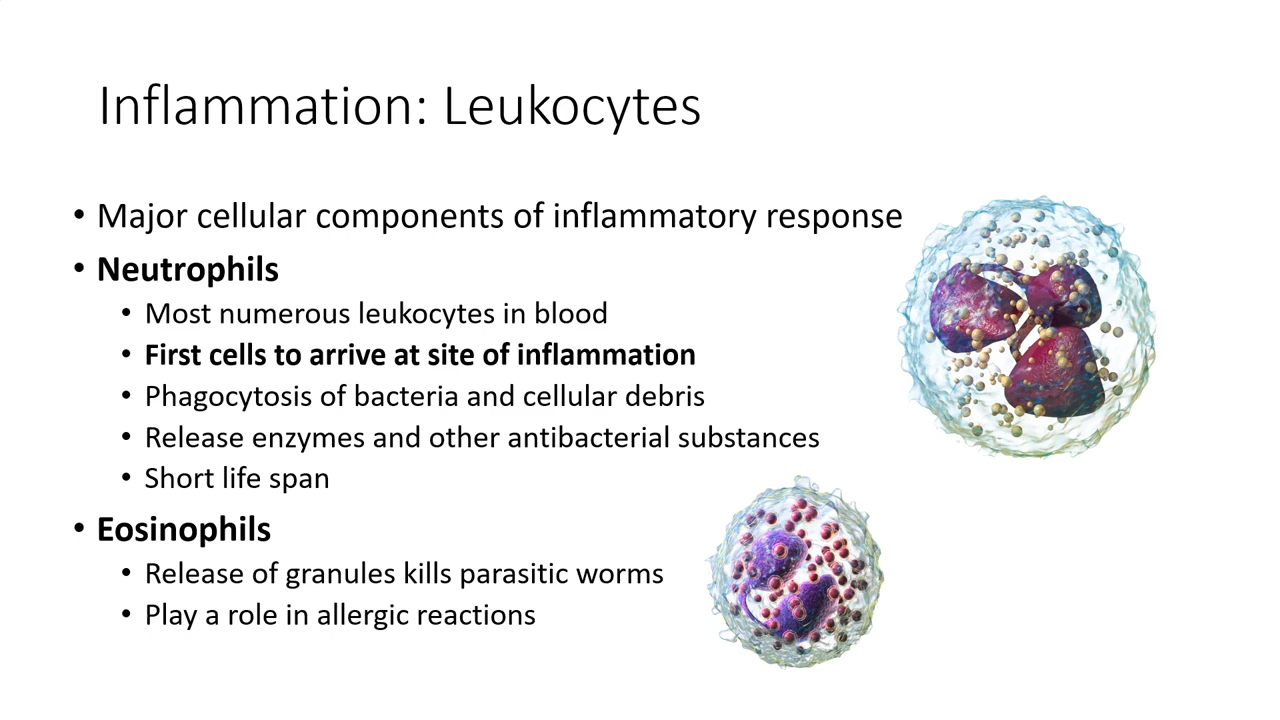 Inflammation: Leukocytes
• Major cellular components of inflammatory response
• Neutrophils
• Most numerous leukocytes in blood
• First cells to arrive at site of inflammation
• Phagocytosis of bacteria and cellular debris
• Release enzymes and other antibacterial substances
• Short life span
• Eosinophils
• Release of granules kills parasitic worms
• Play a role in allergic reactions